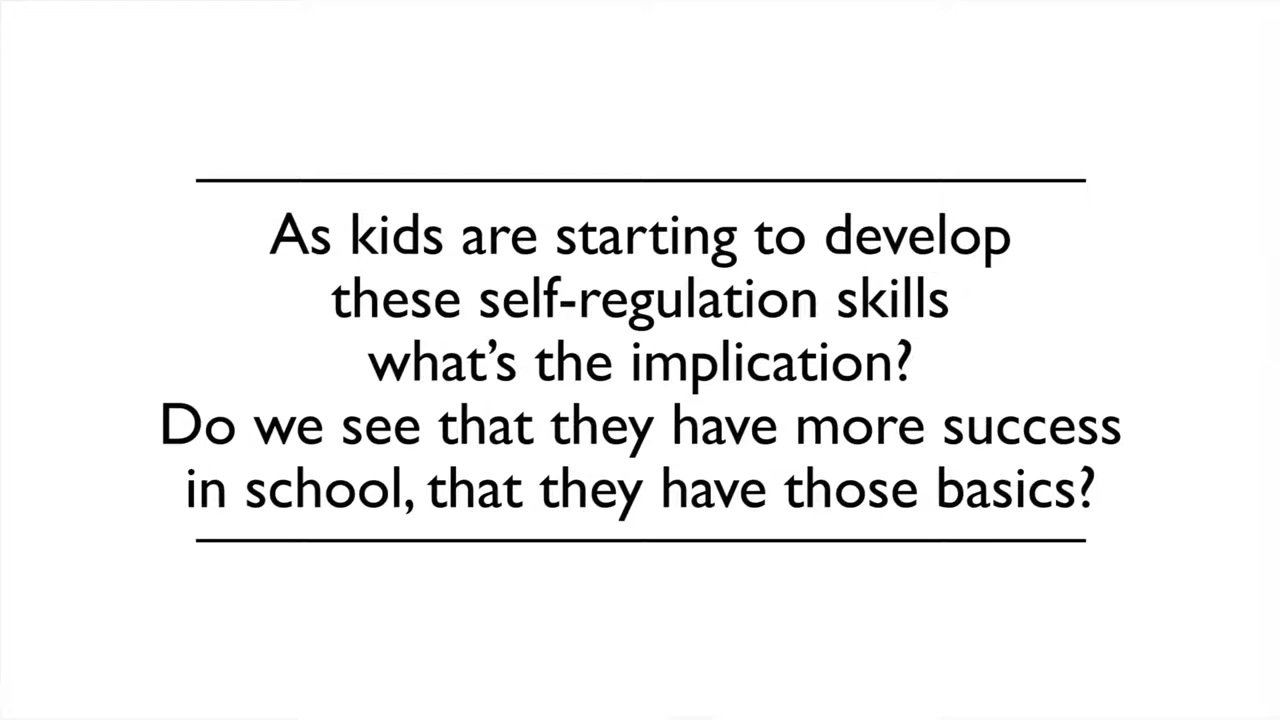 As kids are starting to develop
these self-regulation skills
what’s the implication?
Do we see that they have more success
in school, that they have those basics?